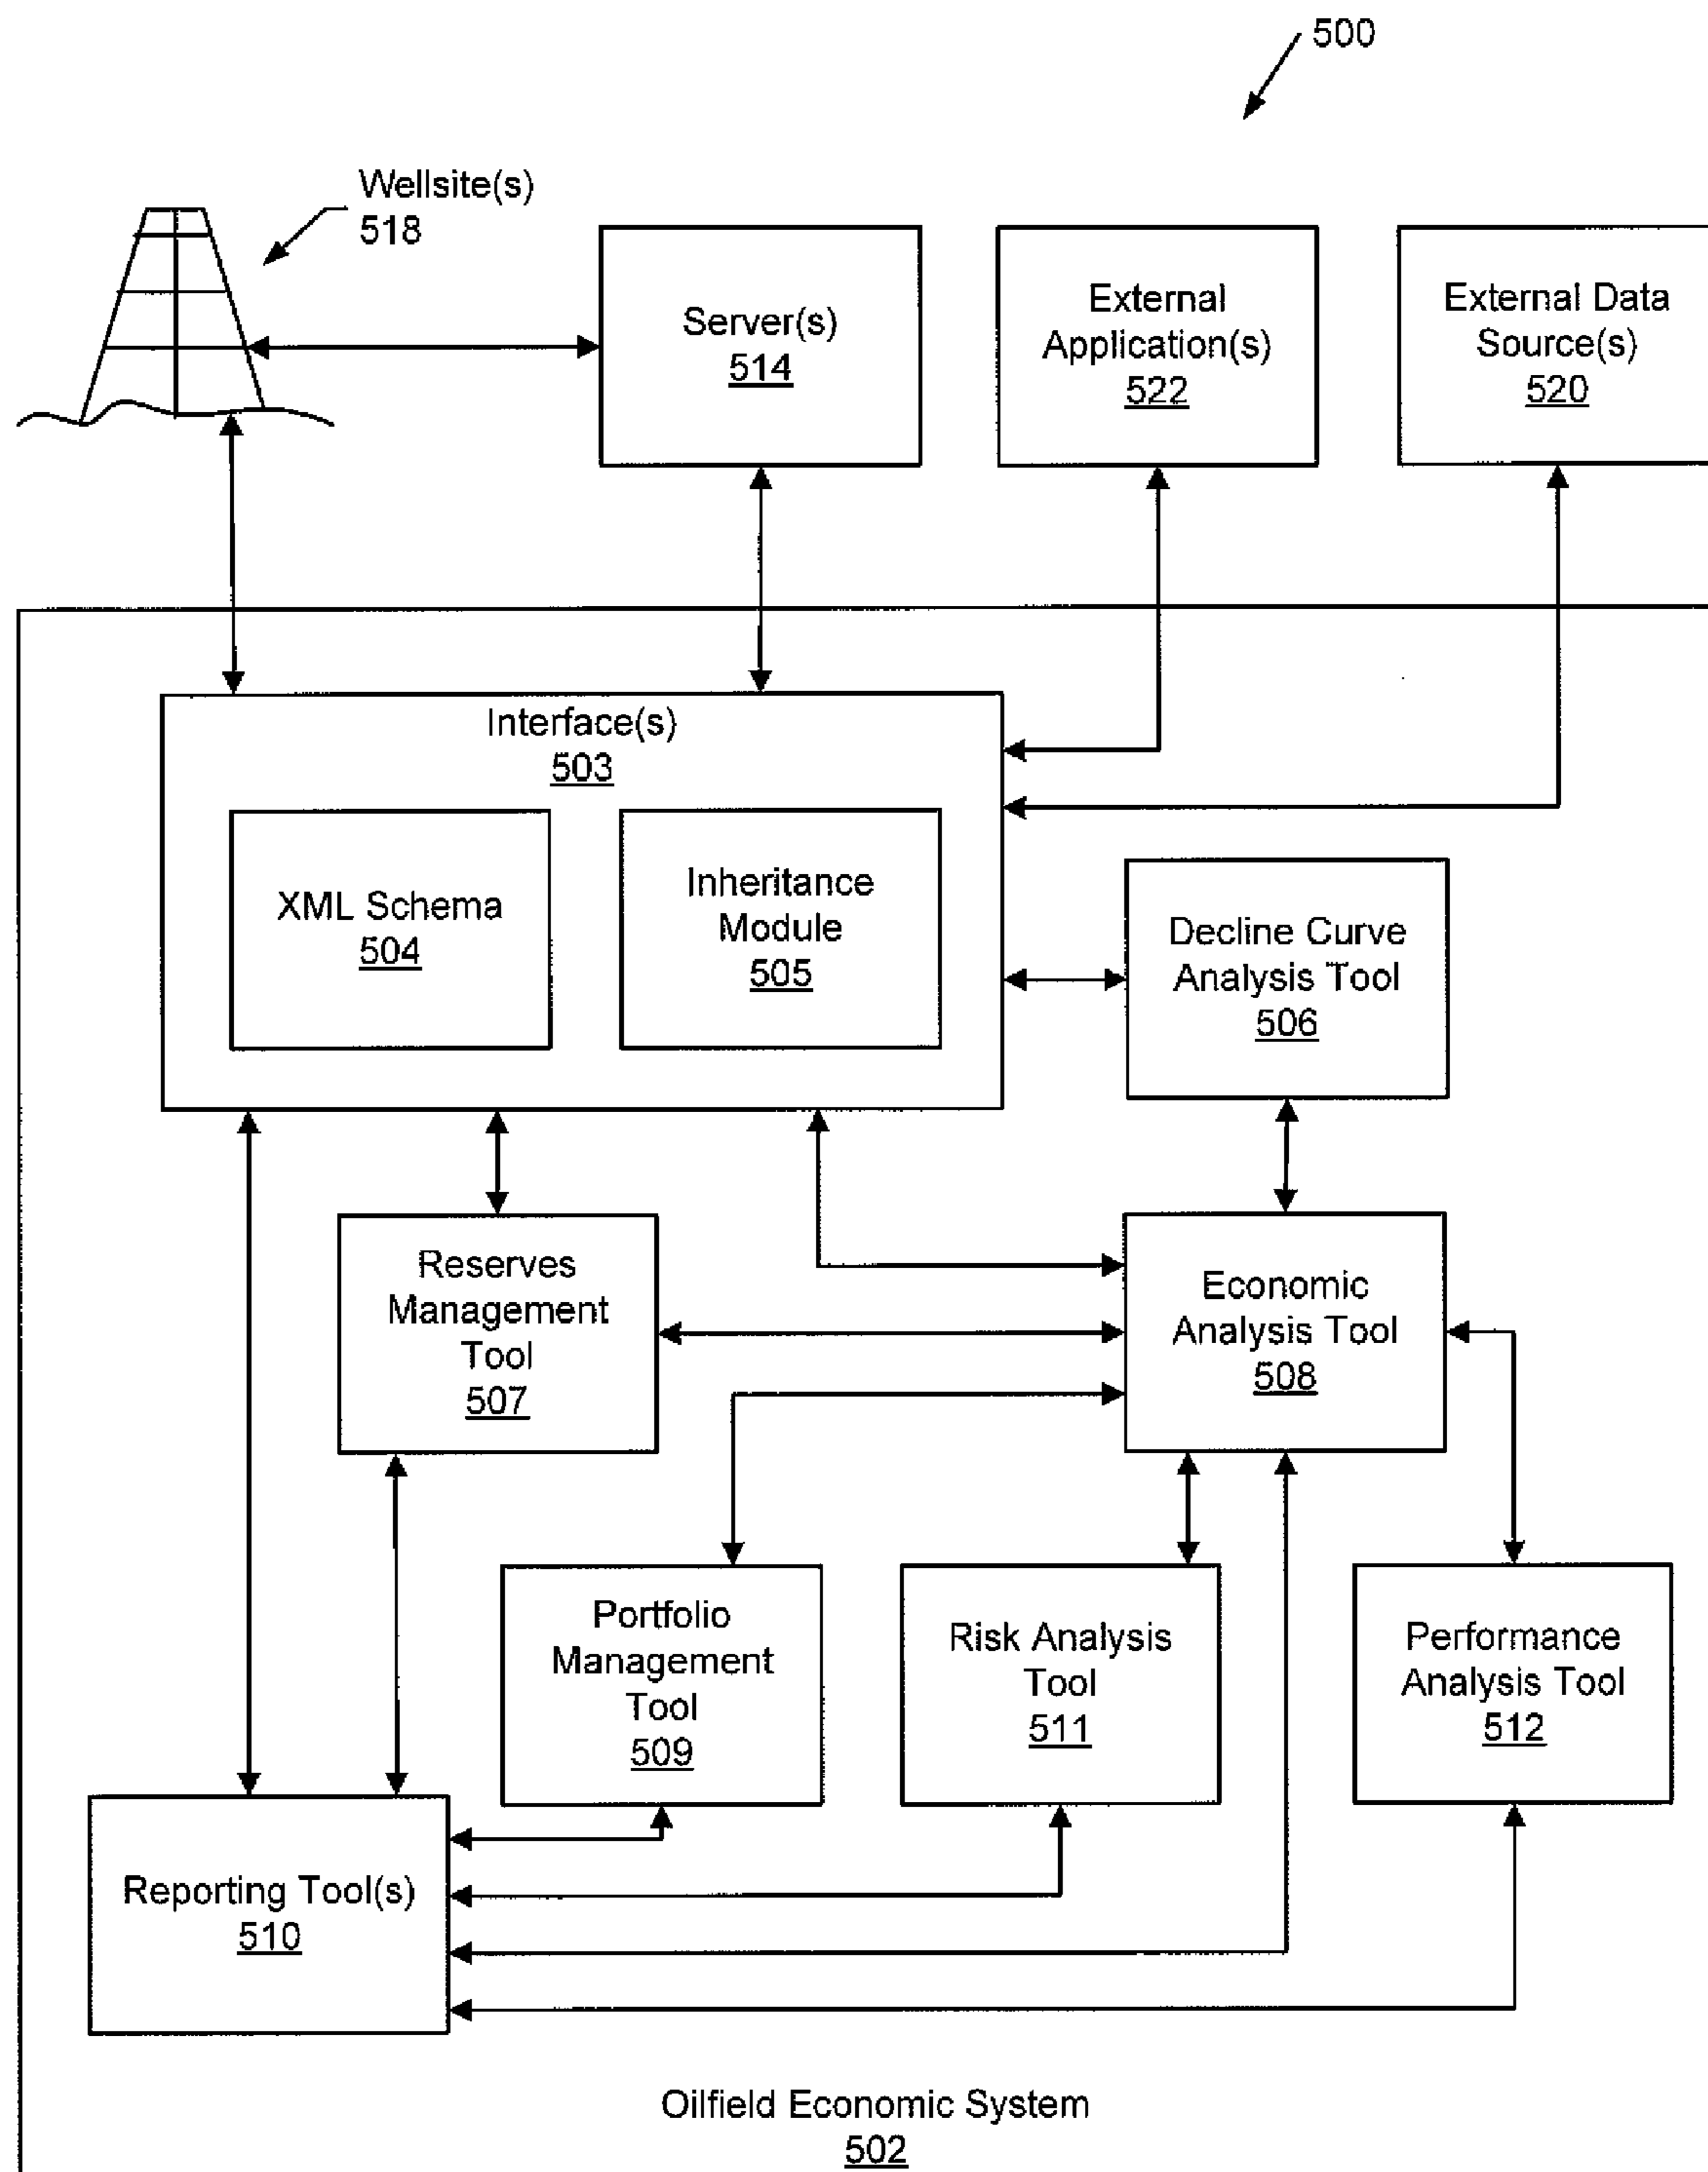 500
Wellsite(s)
518
Server(s)
514
External
Application(s)
522
External Data
Source(s)
520
Interface(s)
503
XML Schema
504
Inheritance
Module
505
Decline Curve
Analysis Tool
506
Reserves
Management
Tool
507
Economic
Analysis Tool
508
Portfolio
Management
Tool
509
Risk Analysis
Tool
511
Performance
Analysis Tool
512
Reporting Tool(s)
510
Oilfield Economic System
502